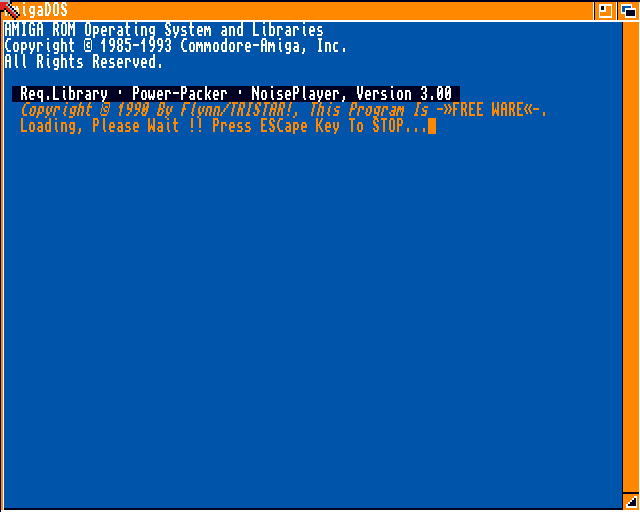 AmigaDOS
AMIGA ROM Operating System and Libraries
Copyright © 1985-1993 Commodore-Amiga, Inc.
All Rights Reserved.
Req.Library · Power-Packer · NoisePlayer, Version 3.00
Copyright © 1990 By Flynn/TRISTAR!, This Program Is -»FREE WARE«-.
Loading, Please Wait !! Press ESCape Key To STOP...